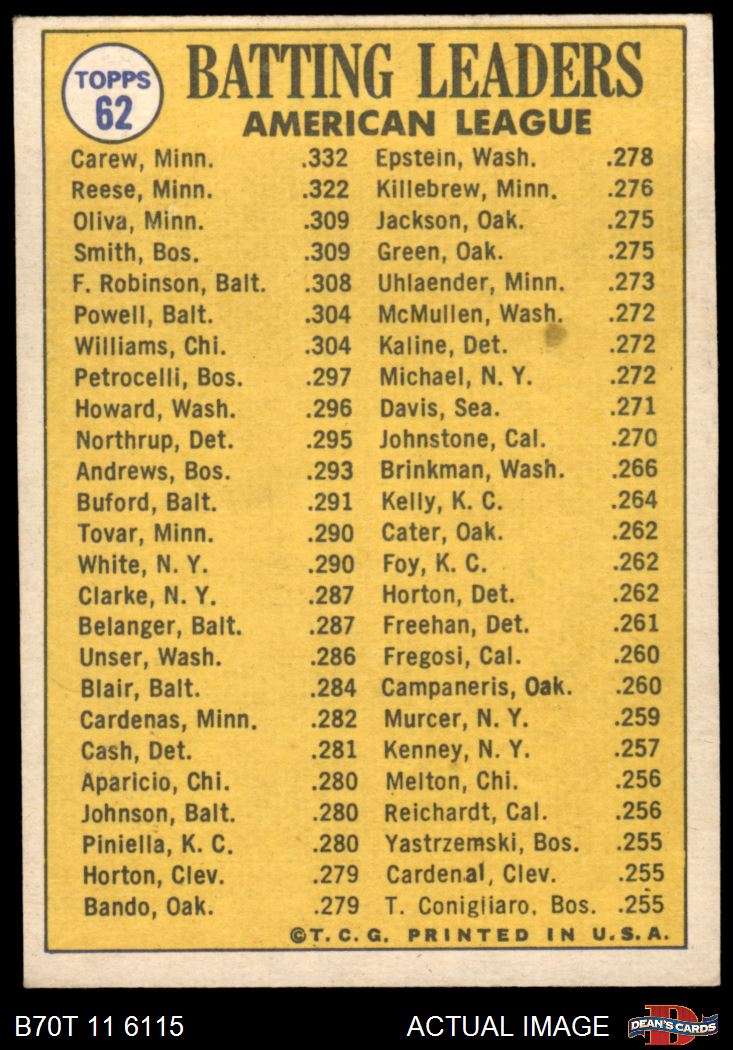 TOPPS
62
BATTING LEADERS
AMERICAN LEAGUE
Carew, Minn. .332 Epstein, Wash. .278
Reese, Minn. .322 Killebrew, Minn. .276
Oliva, Minn. .309 Jackson, Oak. .275
Smith, Bos. .309 Green, Oak. .275
F. Robinson, Balt. .308 Uhlaender, Minn. .273
Powell, Balt. .304 McMullen, Wash. .272
Williams, Chi. .304 Kaline, Det. .272
Petrocelli, Bos. .297 Michael, N. Y. .272
Howard, Wash. .296 Davis, Sea. .271
Northrup, Det. .295 Johnstone, Cal. .270
Andrews, Bos. .293 Brinkman, Wash. .266
Buford, Balt. .291 Kelly, K. C. .264
Tovar, Minn. .290 Cater, Oak. .262
White, N. Y. .290 Foy, K. C. .262
Clarke, N. Y. .287 Horton, Det. .262
Belanger, Balt. .287 Freehan, Det. .261
Unser, Wash. .286 Fregosi, Cal. .260
Blair, Balt. .284 Campaneris, Oak. .260
Cardenas, Minn. .282 Murcer, N. Y. .259
Cash, Det. .281 Kenney, N. Y. .257
Aparicio, Chi. .280 Melton, Chi. .256
Johnson, Balt. .280 Reichardt, Cal. .256
Piniella, K. C. .280 Yastrzemski, Bos. .255
Horton, Clev. .279 Cardenal, Clev. .255
Bando, Oak. .279 T. Conigliaro, Bos. .255
©T. C. G. PRINTED IN U. S. A.
B70T 11 6115 ACTUAL IMAGE DEAN'S CARDS